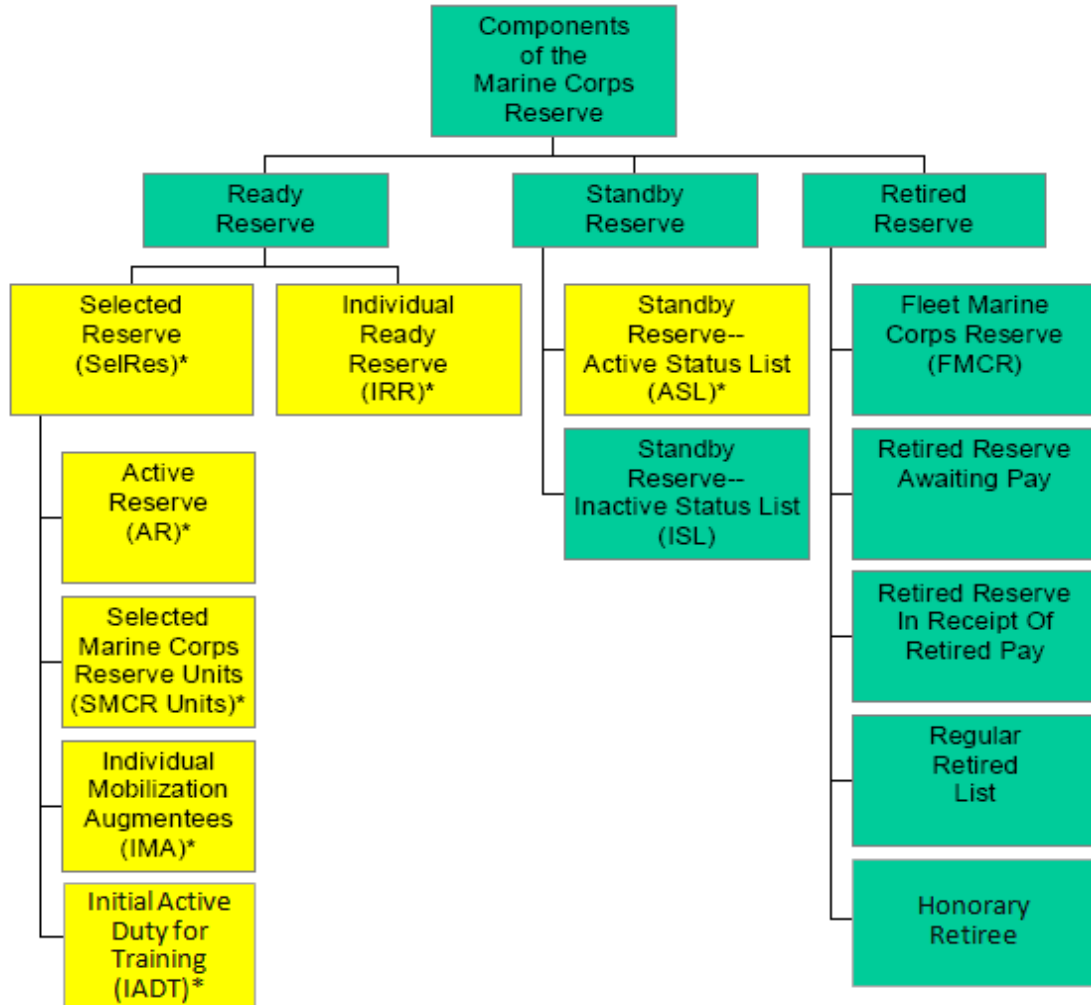 Components
of the
Marine Corps
Reserve
Ready
Reserve
Standby
Reserve
Retired
Reserve
Selected
Reserve
(SelRes)*
Individual
Ready
Reserve
(IRR)*
Standby
Reserve--
Active Status List
(ASL)*
Fleet Marine
Corps Reserve
(FMCR)
Active
Reserve
(AR)*
Standby
Reserve--
Inactive Status List
(ISL)
Retired Reserve
Awaiting Pay
Selected
Marine Corps
Reserve Units
(SMCR Units)*
Retired Reserve
In Receipt Of
Retired Pay
Individual
Mobilization
Augmentees
(IMA)*
Regular
Retired
List
Initial Active
Duty for
Training
(IADT)*
Honorary
Retiree